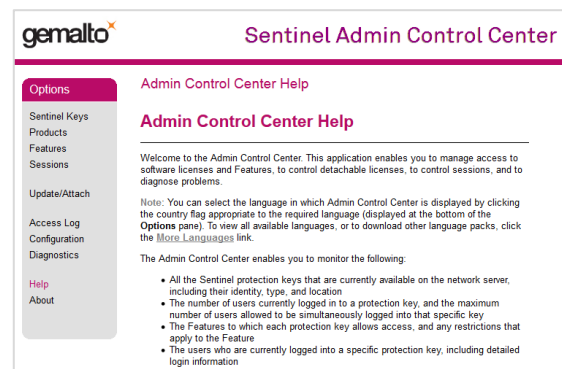 gemalto
Sentinel Admin Control Center
Options
Sentinel Keys
Products
Features
Sessions
Update/Attach
Access Log
Configuration
Diagnostics
Help
About
Admin Control Center Help
Admin Control Center Help
Welcome to the Admin Control Center. This application enables you to manage access to
software licenses and Features, to control detachable licenses, to control sessions, and to
diagnose problems.
Note: You can select the language in which Admin Control Center is displayed by clicking
the country flag appropriate to the required language (displayed at the bottom of the
Options pane). To view all available languages, or to download other language packs, click
the More Languages link.
The Admin Control Center enables you to monitor the following:
• All the Sentinel protection keys that are currently available on the network server,
including their identity, type, and location
• The number of users currently logged in to a protection key, and the maximum
number of users allowed to be simultaneously logged into that specific key
• The Features to which each protection key allows access, and any restrictions that
apply to the Feature
• The users who are currently logged into a specific protection key, including detailed
login information